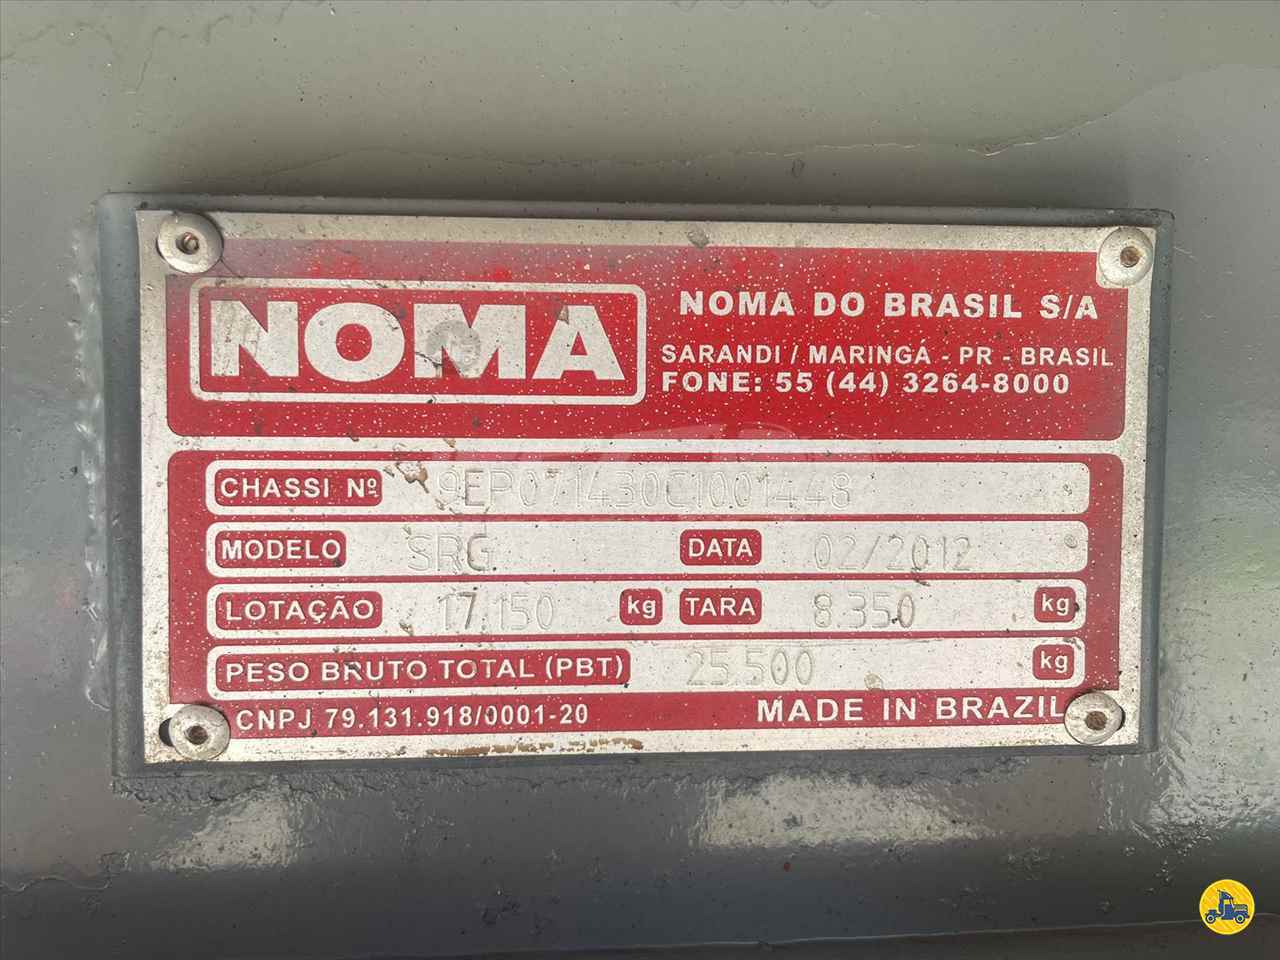 NOMA
NOMA DO BRASIL S/A
SARANDI / MARINGÁ - PR - BRASIL
FONE: 55 (44) 3264-8000
CHASSI Nº 9EP071430C1001448
MODELO SRG DATA 02/2012
LOTAÇÃO 17.150 kg TARA 8.350 kg
PESO BRUTO TOTAL (PBT) 25.500 kg
CNPJ 79.131.918/0001-20 MADE IN BRAZIL